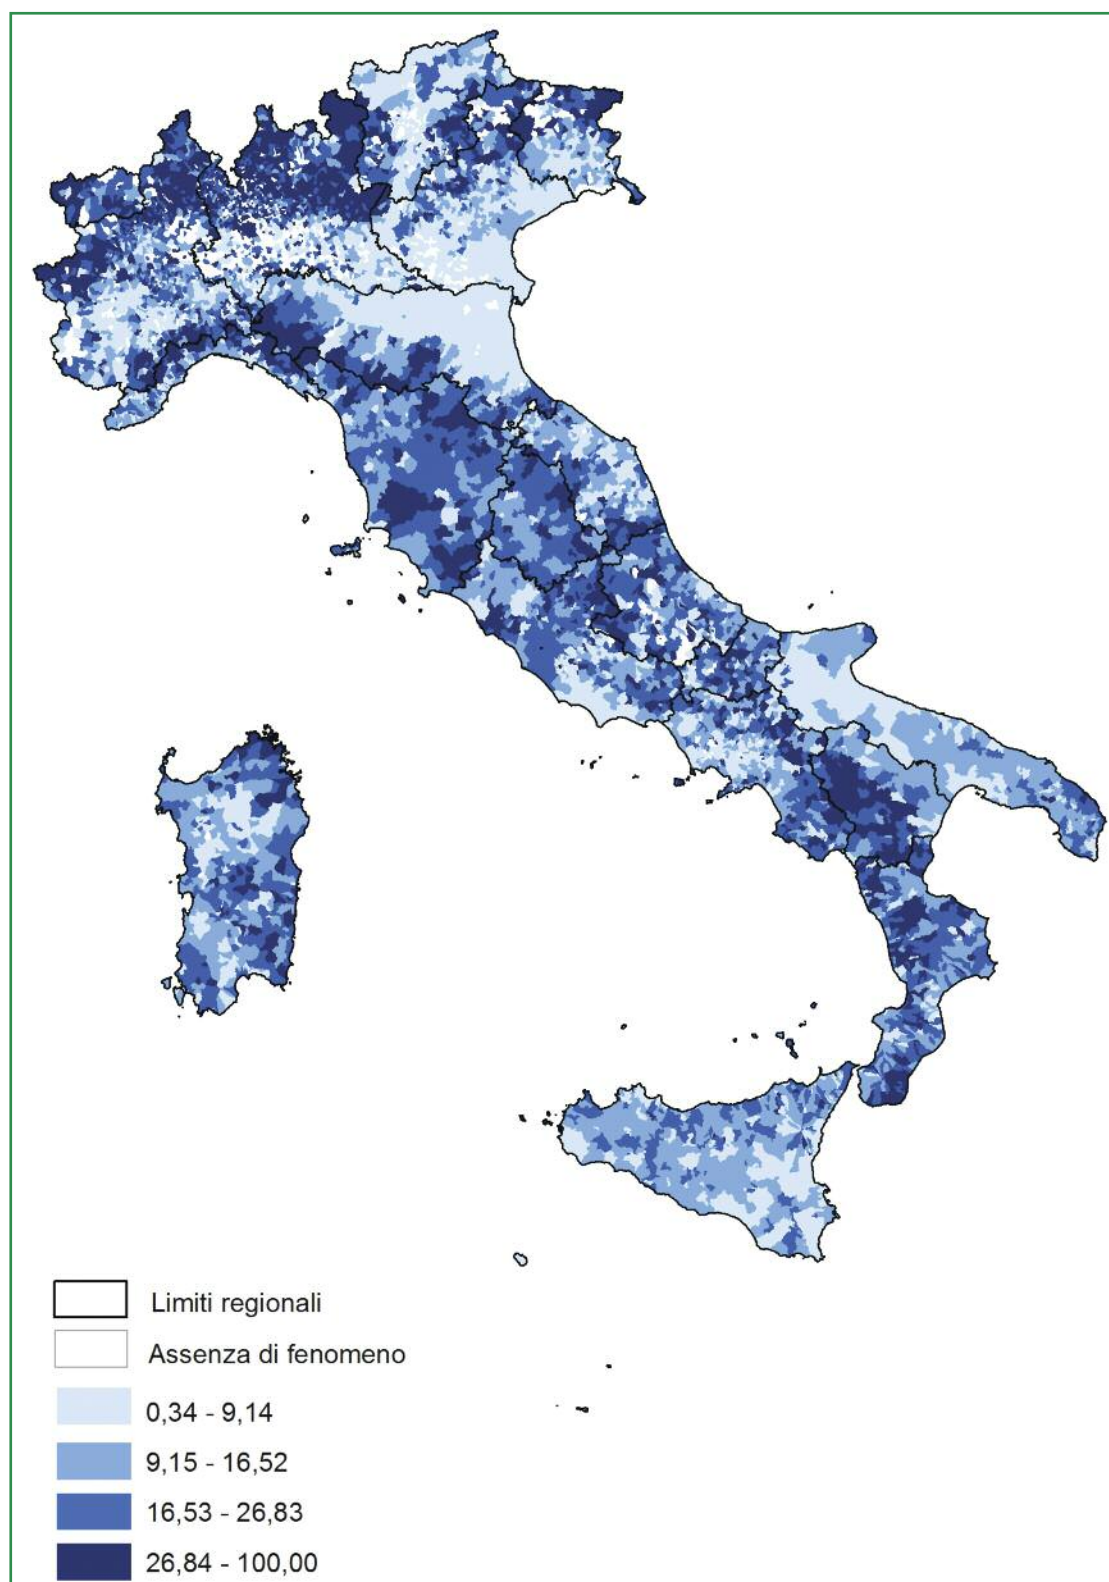 Limiti regionali
Assenza di fenomeno
0,34 - 9,14
9,15 - 16,52
16,53 - 26,83
26,84 - 100,00